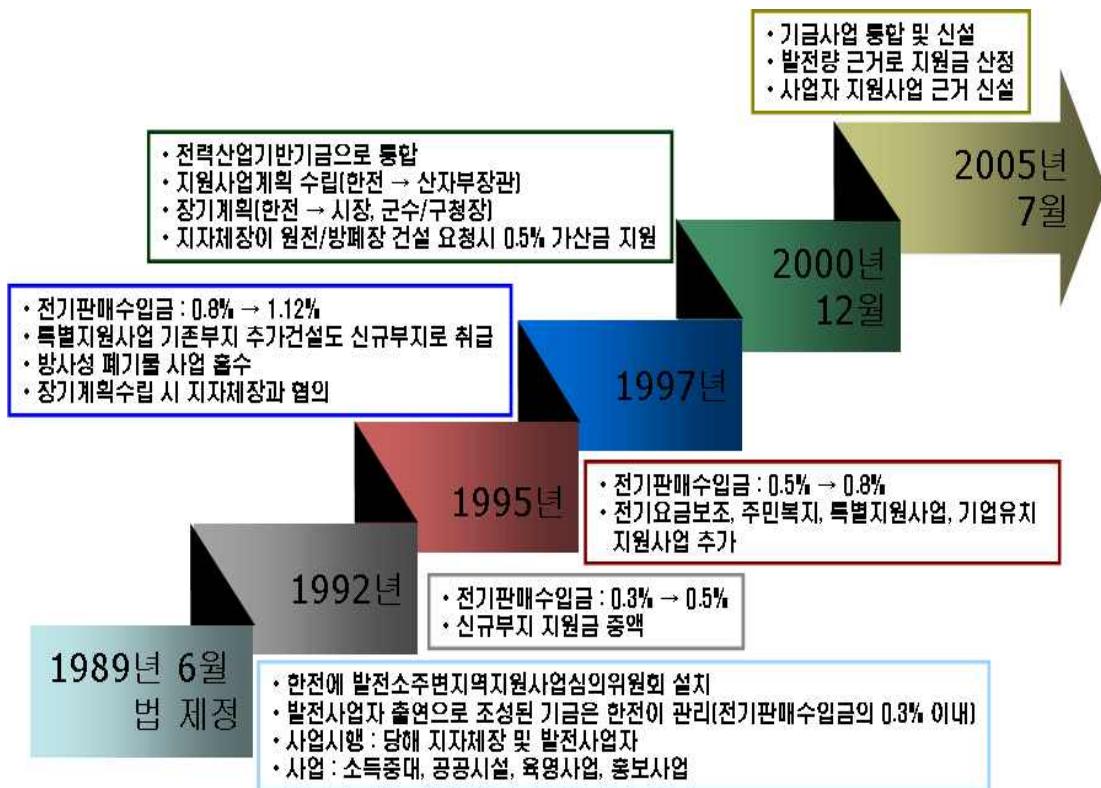 • 기금사업 통합 및 신설
• 발전량 근거로 지원금 산정
• 사업자 지원사업 근거 신설
2005년
7월
• 전력산업기반기금으로 통합
• 지원사업계획 수립(한전 → 산자부장관)
• 장기계획(한전 → 시장, 군수/구청장)
• 지자체장이 원전/방폐장 건설 요청시 0.5% 가산금 지원
2000년
12월
• 전기판매수입금 : 0.8% → 1.12%
• 특별지원사업 기존부지 추가건설도 신규부지로 취급
• 방사성 폐기물 사업 흡수
• 장기계획수립 시 지자체장과 협의
1997년
1995년
• 전기판매수입금 : 0.5% → 0.8%
• 전기요금보조, 주민복지, 특별지원사업, 기업유치
지원사업 추가
1992년
• 전기판매수입금 : 0.3% → 0.5%
• 신규부지 지원금 증액
1989년 6월
법 제정
• 한전에 발전소주변지역지원사업심의위원회 설치
• 발전사업자 출연으로 조성된 기금은 한전이 관리(전기판매수입금의 0.3% 이내)
• 사업시행 : 당해 지자체장 및 발전사업자
• 사업 : 소득증대, 공공시설, 육영사업, 홍보사업